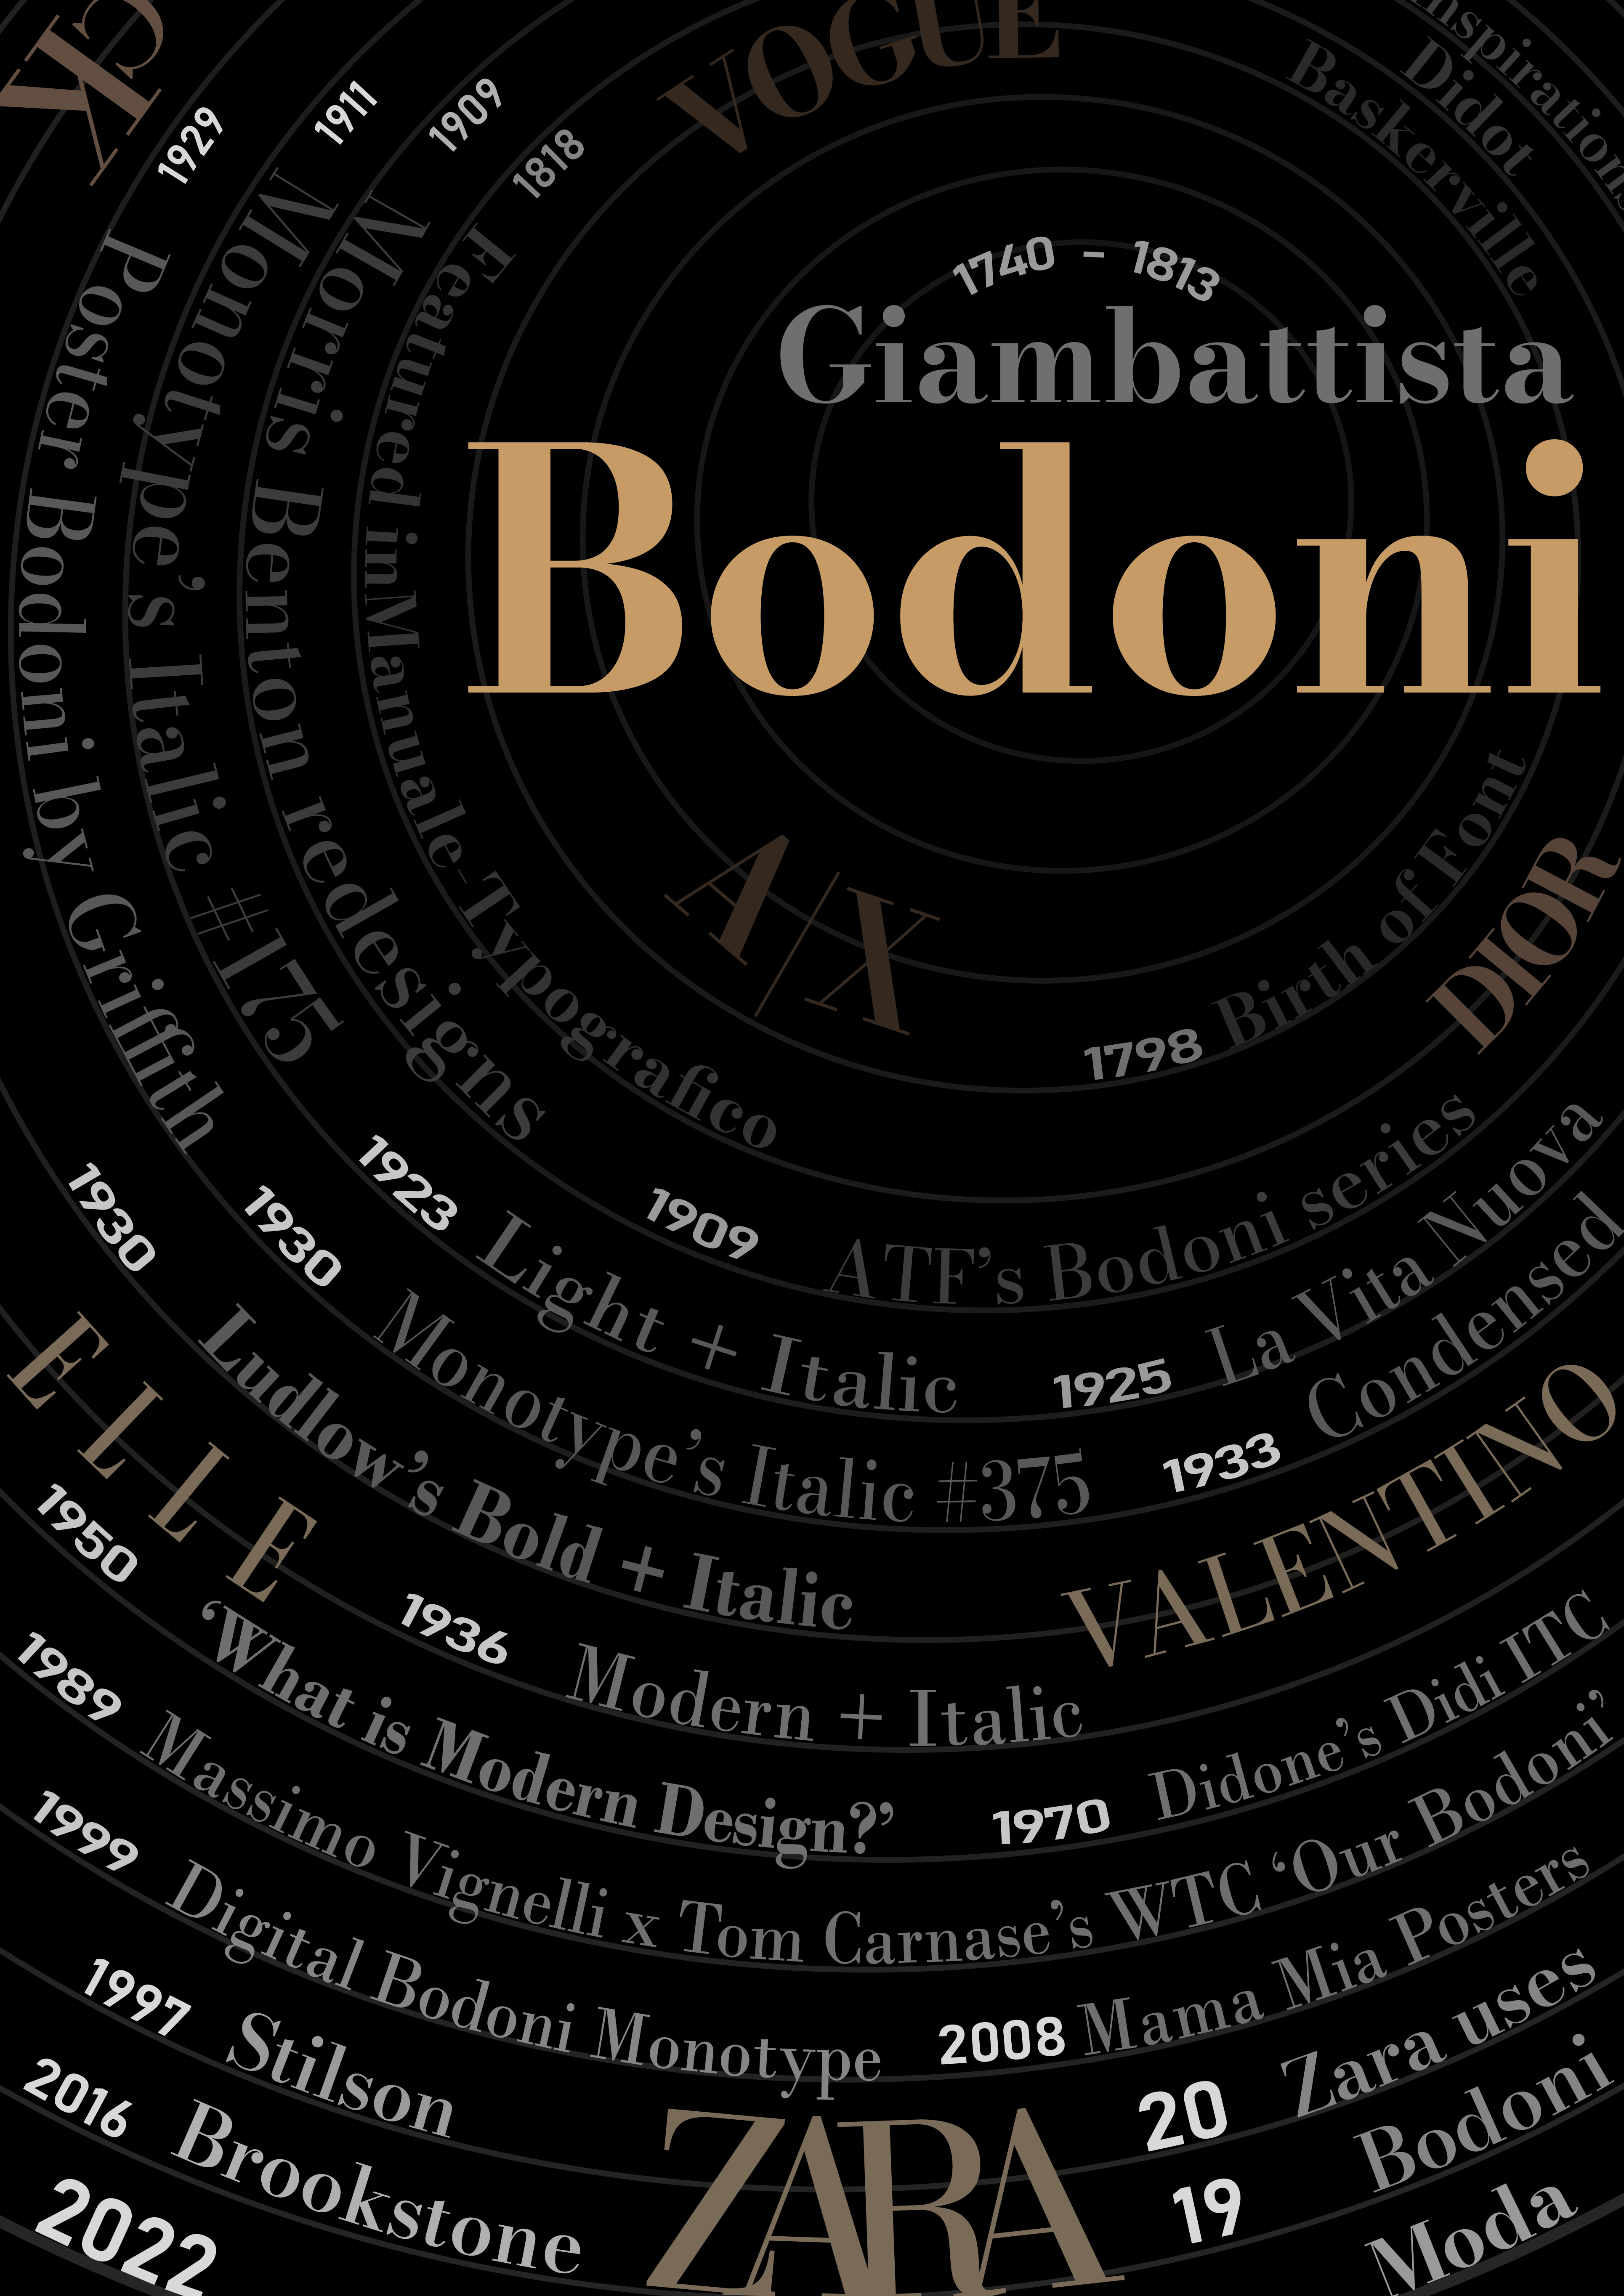 CK
VOGUE
Inspirations
Didot
Baskerville
1740 – 1813
Giambattista
Bodoni
1929
Poster Bodoni by Griffith
1911
Monotype’s Italic #175
1909
Morris Benton redesigns
1818
Featured in Manuale-Typografico
A|X
1798 Birth of Font
DIOR
1909 ATF’s Bodoni series
1923 Light + Italic
1925 La Vita Nuova
1930 Monotype’s Italic #375
1933 Condensed
1930 Ludlow’s Bold + Italic
VALENTINO
ELLE
1936 Modern + Italic
1950 ‘What is Modern Design?’
1970 Didone’s Didi ITC
1989 Massimo Vignelli x Tom Carnase’s WTC ‘Our Bodoni’
1999 Digital Bodoni Monotype
2008 Mama Mia Posters
1997 Stilson
2019 Zara uses
Bodoni
2016 Brookstone
ZARA
2022
Moda